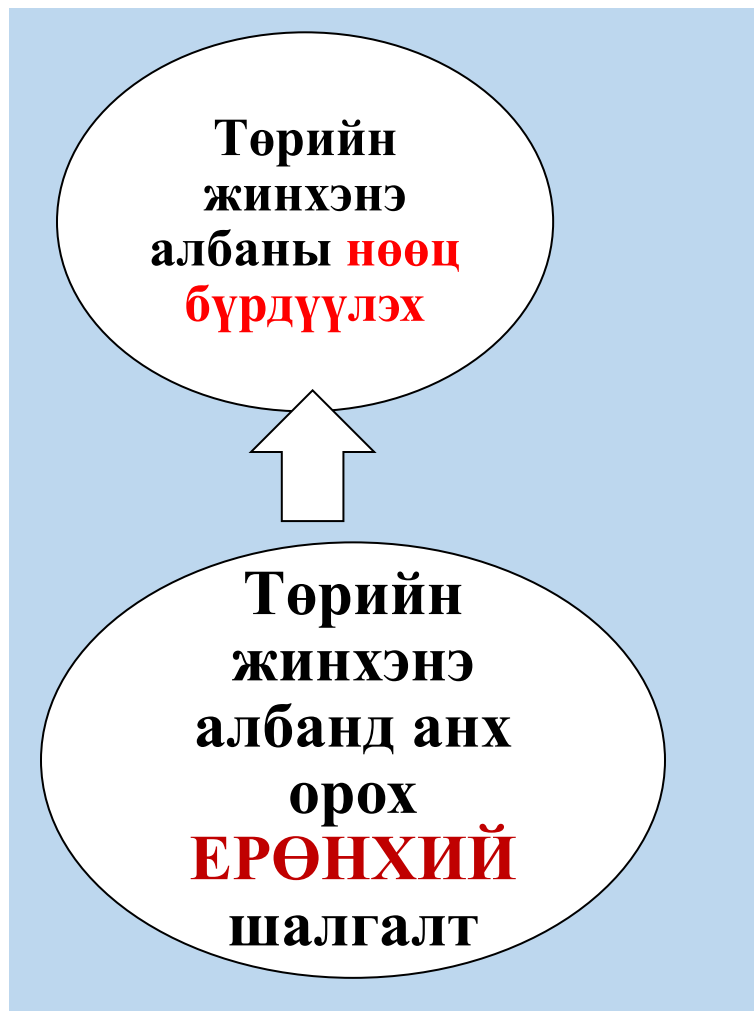 Төрийн
жинхэнэ
албаны нөөц
бүрдүүлэх
Төрийн
жинхэнэ
албанд анх
орох
ЕРӨНХИЙ
шалгалт